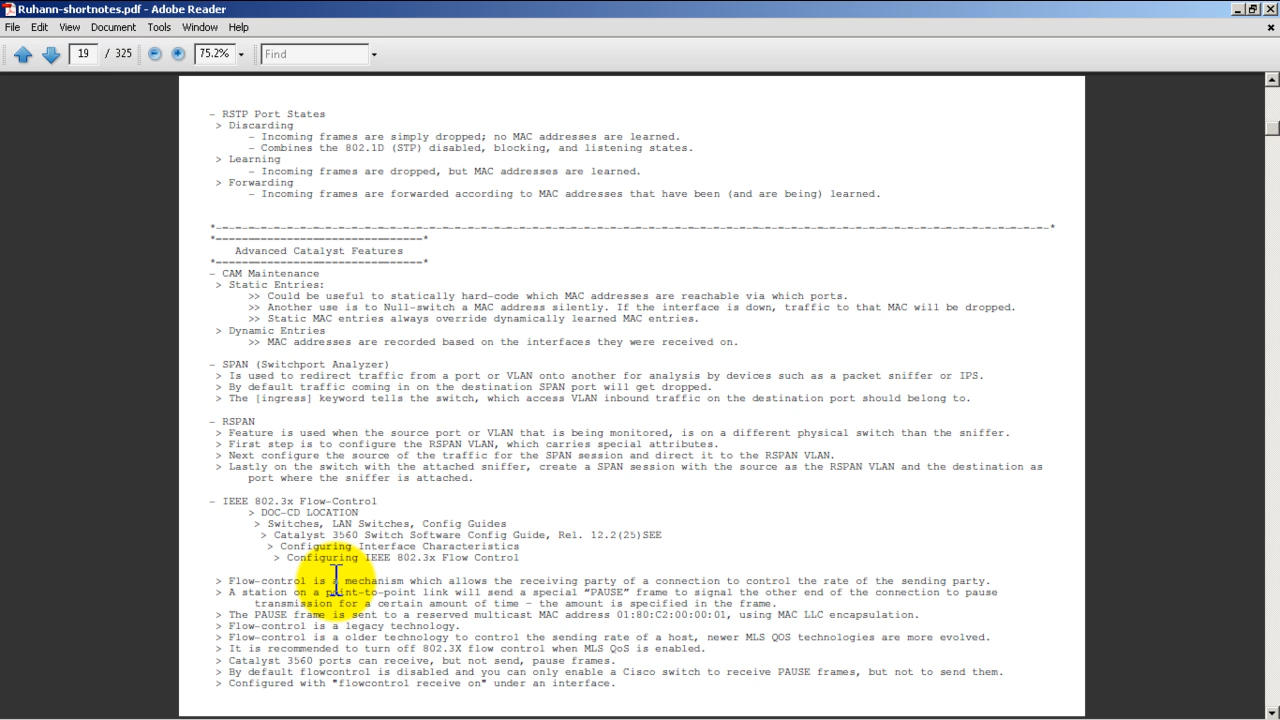 Ruhann-shortnotes.pdf - Adobe Reader
File Edit View Document Tools Window Help
19 / 325 75.2% Find
- RSTP Port States
> Discarding
- Incoming frames are simply dropped; no MAC addresses are learned.
- Combines the 802.1D (STP) disabled, blocking, and listening states.
> Learning
- Incoming frames are dropped, but MAC addresses are learned.
> Forwarding
- Incoming frames are forwarded according to MAC addresses that have been (and are being) learned.
*-=-=-=-=-=-=-=-=-=-=-=-=-=-=-=-=-=-=-=-=-=-=-=-=-=-=-=-=-=-=-=-=-=-=-=-=-=-=-=-=-=-=-=-=-=-=-=-=-=-=-=-=-=-=-=-=-=-=-=-=-=-=-=-*
*================================*
Advanced Catalyst Features
*================================*
- CAM Maintenance
> Static Entries:
>> Could be useful to statically hard-code which MAC addresses are reachable via which ports.
>> Another use is to Null-switch a MAC address silently. If the interface is down, traffic to that MAC will be dropped.
>> Static MAC entries always override dynamically learned MAC entries.
> Dynamic Entries
>> MAC addresses are recorded based on the interfaces they were received on.
- SPAN (Switchport Analyzer)
> Is used to redirect traffic from a port or VLAN onto another for analysis by devices such as a packet sniffer or IPS.
> By default traffic coming in on the destination SPAN port will get dropped.
> The [ingress] keyword tells the switch, which access VLAN inbound traffic on the destination port should belong to.
- RSPAN
> Feature is used when the source port or VLAN that is being monitored, is on a different physical switch than the sniffer.
> First step is to configure the RSPAN VLAN, which carries special attributes.
> Next configure the source of the traffic for the SPAN session and direct it to the RSPAN VLAN.
> Lastly on the switch with the attached sniffer, create a SPAN session with the source as the RSPAN VLAN and the destination as
port where the sniffer is attached.
- IEEE 802.3x Flow-Control
> DOC-CD LOCATION
> Switches, LAN Switches, Config Guides
> Catalyst 3560 Switch Software Config Guide, Rel. 12.2(25)SEE
> Configuring Interface Characteristics
> Configuring IEEE 802.3x Flow Control
> Flow-control is a mechanism which allows the receiving party of a connection to control the rate of the sending party.
> A station on a point-to-point link will send a special “PAUSE” frame to signal the other end of the connection to pause
transmission for a certain amount of time – the amount is specified in the frame.
> The PAUSE frame is sent to a reserved multicast MAC address 01:80:C2:00:00:01, using MAC LLC encapsulation.
> Flow-control is a legacy technology.
> Flow-control is a older technology to control the sending rate of a host, newer MLS QOS technologies are more evolved.
> It is recommended to turn off 802.3X flow control when MLS QoS is enabled.
> Catalyst 3560 ports can receive, but not send, pause frames.
> By default flowcontrol is disabled and you can only enable a Cisco switch to receive PAUSE frames, but not to send them.
> Configured with "flowcontrol receive on" under an interface.